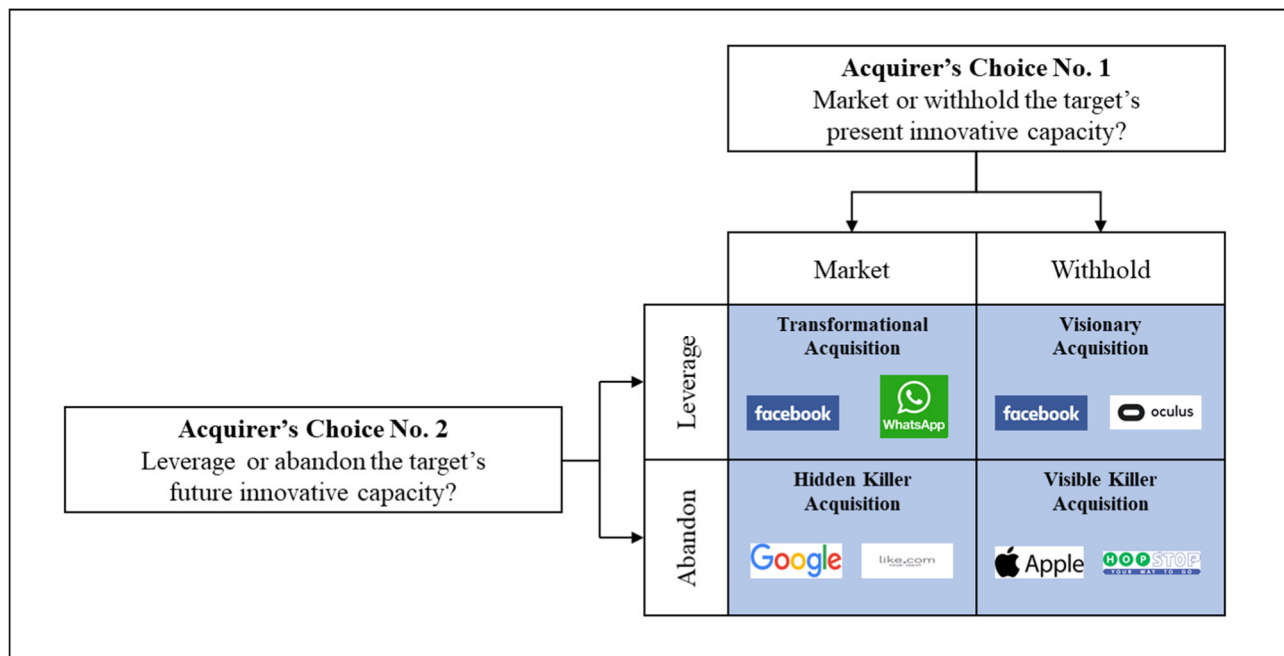 Acquirer's Choice No. 1
Market or withhold the target's
present innovative capacity?
Market
Withhold
Leverage
Transformational
Acquisition
facebook
WhatsApp
Visionary
Acquisition
facebook
oculus
Acquirer's Choice No. 2
Leverage or abandon the target's
future innovative capacity?
Abandon
Hidden Killer
Acquisition
Google
like.com
Visible Killer
Acquisition
Apple
HOPSTOP
YOUR WAY TO GO